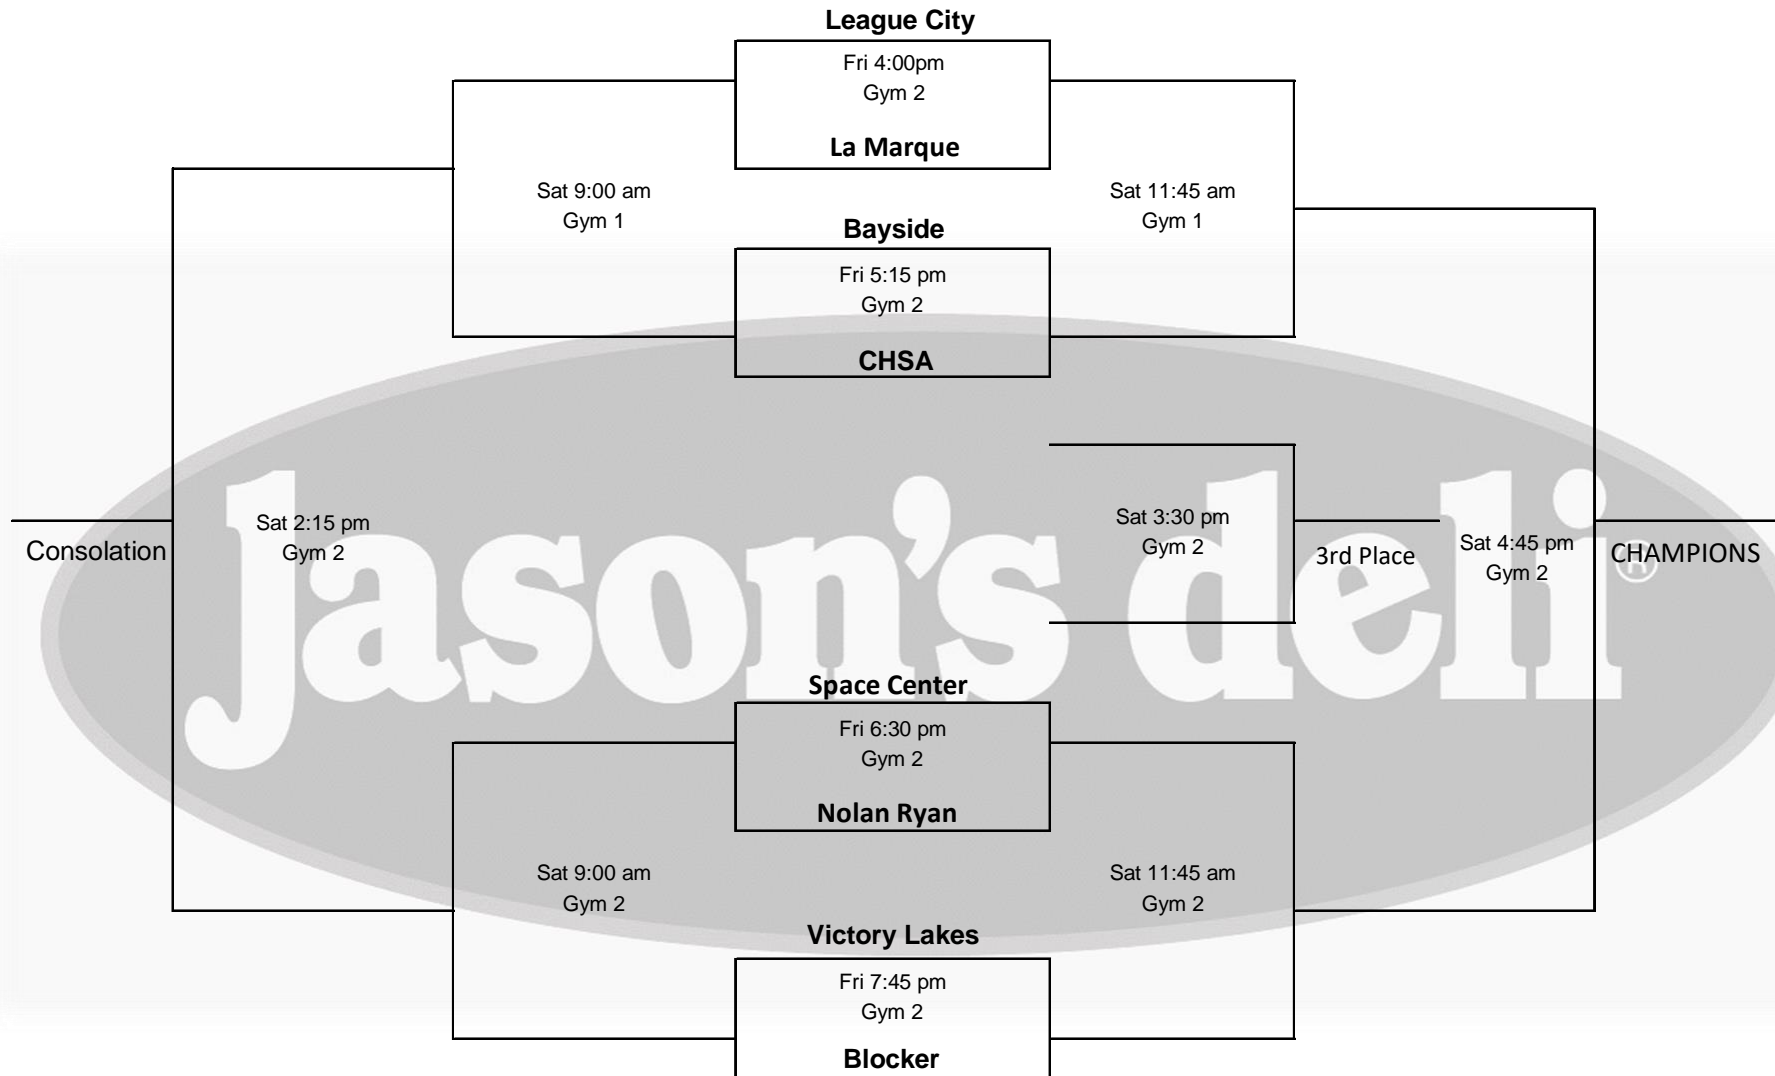 League City
Fri 4:00pm
Gym 2
La Marque
Sat 9:00 am
Gym 1
Sat 11:45 am
Gym 1
Bayside
Fri 5:15 pm
Gym 2
CHSA
Consolation
Sat 2:15 pm
Gym 2
Jason's deli®
Sat 3:30 pm
Gym 2
3rd Place
Sat 4:45 pm
Gym 2
CHAMPIONS
Space Center
Fri 6:30 pm
Gym 2
Nolan Ryan
Sat 9:00 am
Gym 2
Sat 11:45 am
Gym 2
Victory Lakes
Fri 7:45 pm
Gym 2
Blocker